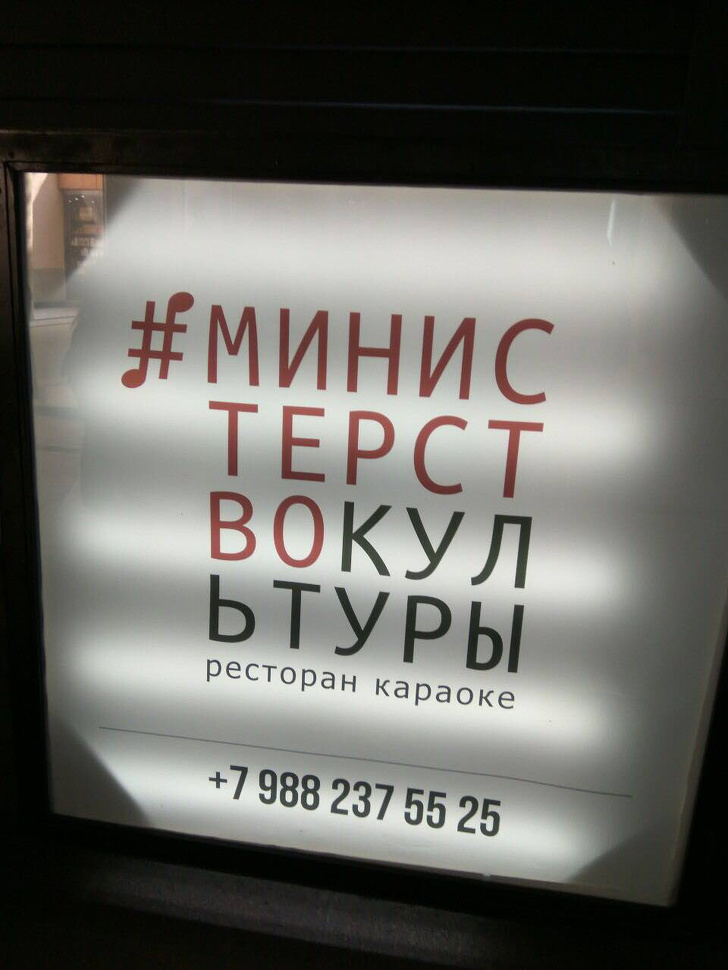 #МИНИС
ТЕРСТ
ВОКУЛ
ЬТУРЫ
ресторан караоке
+7 988 237 55 25